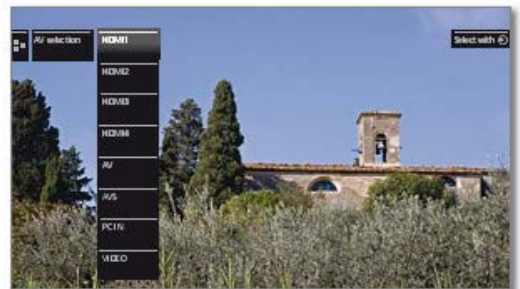 AV selection
HDMI1
Select with
HDMI2
HDMI3
HDMI4
AV
AVS
PC IN
VIDEO